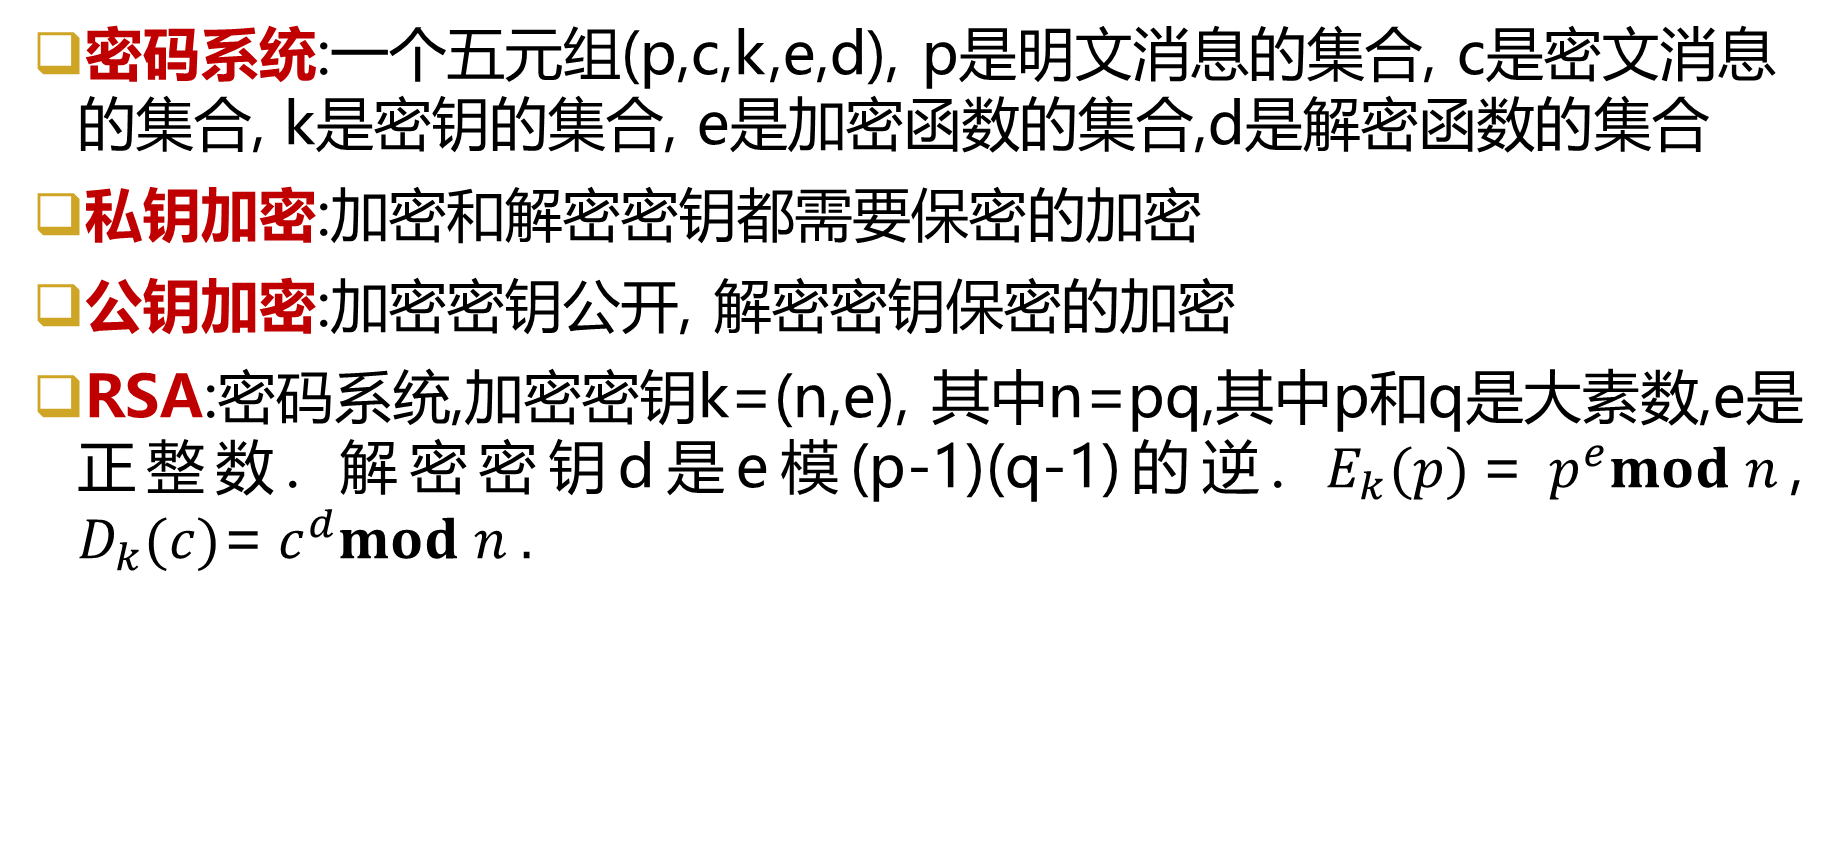 密码系统:一个五元组(p,c,k,e,d), p是明文消息的集合, c是密文消息
的集合, k是密钥的集合, e是加密函数的集合,d是解密函数的集合
私钥加密:加密和解密密钥都需要保密的加密
公钥加密:加密密钥公开, 解密密钥保密的加密
RSA:密码系统,加密密钥k=(n,e), 其中n=pq,其中p和q是大素数,e是
正整数. 解密密钥d是e模(p-1)(q-1)的逆. $E_k(p) = p^e \mathbf{mod}\ n$,
$D_k(c) = c^d \mathbf{mod}\ n$.